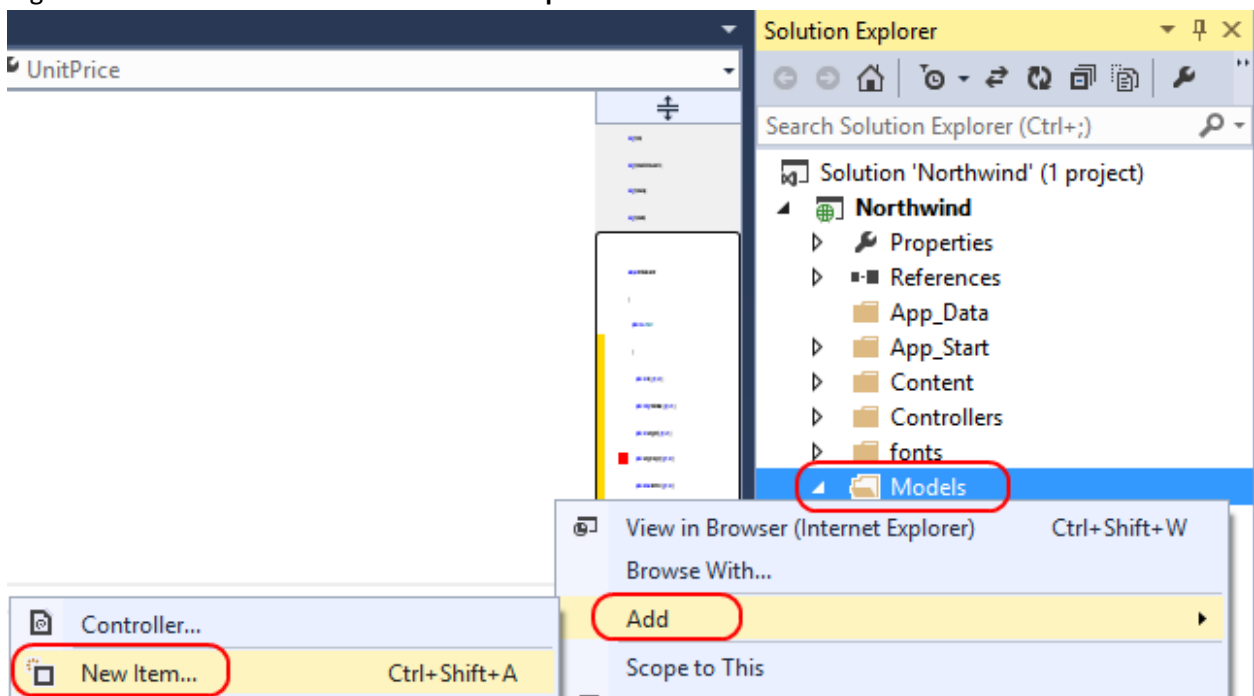 UnitPrice
Solution Explorer
Search Solution Explorer (Ctrl+;)
Solution 'Northwind' (1 project)
Northwind
Properties
References
App_Data
App_Start
Content
Controllers
fonts
Models
View in Browser (Internet Explorer) Ctrl+Shift+W
Browse With...
Add
Scope to This
Controller...
New Item... Ctrl+Shift+A